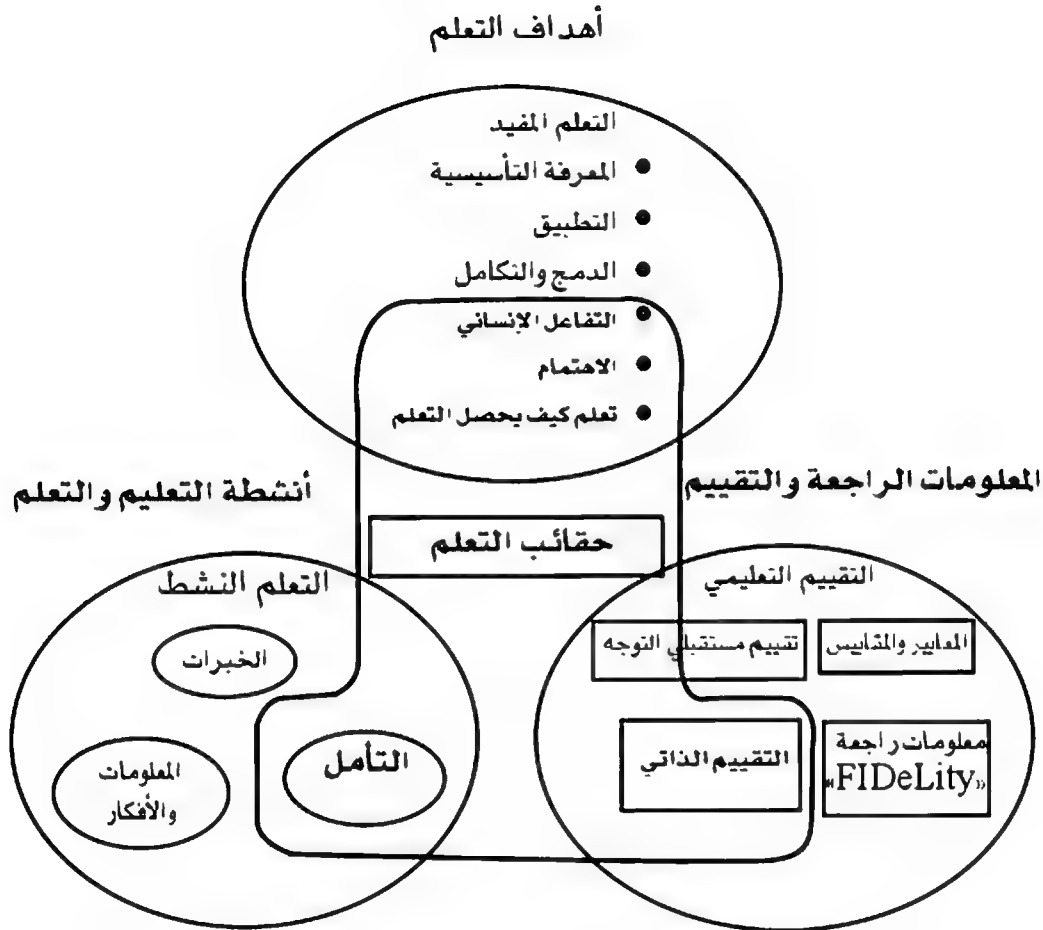 أهداف التعلم
التعلم المفيد
● المعرفة التأسيسية
● التطبيق
● الدمج والتكامل
● التفاعل الإنساني
● الاهتمام
● تعلم كيف يحصل التعلم
المعلومات الراجعة والتقييم
أنشطة التعليم والتعلم
حقائب التعلم
التقييم التعليمي
المعايير والمقاييس
تقييم مستقبلي التوجه
معلومات راجعة
«FIDeLity»
التقييم الذاتي
التعلم النشط
الخبرات
التأمل
المعلومات
والأفكار